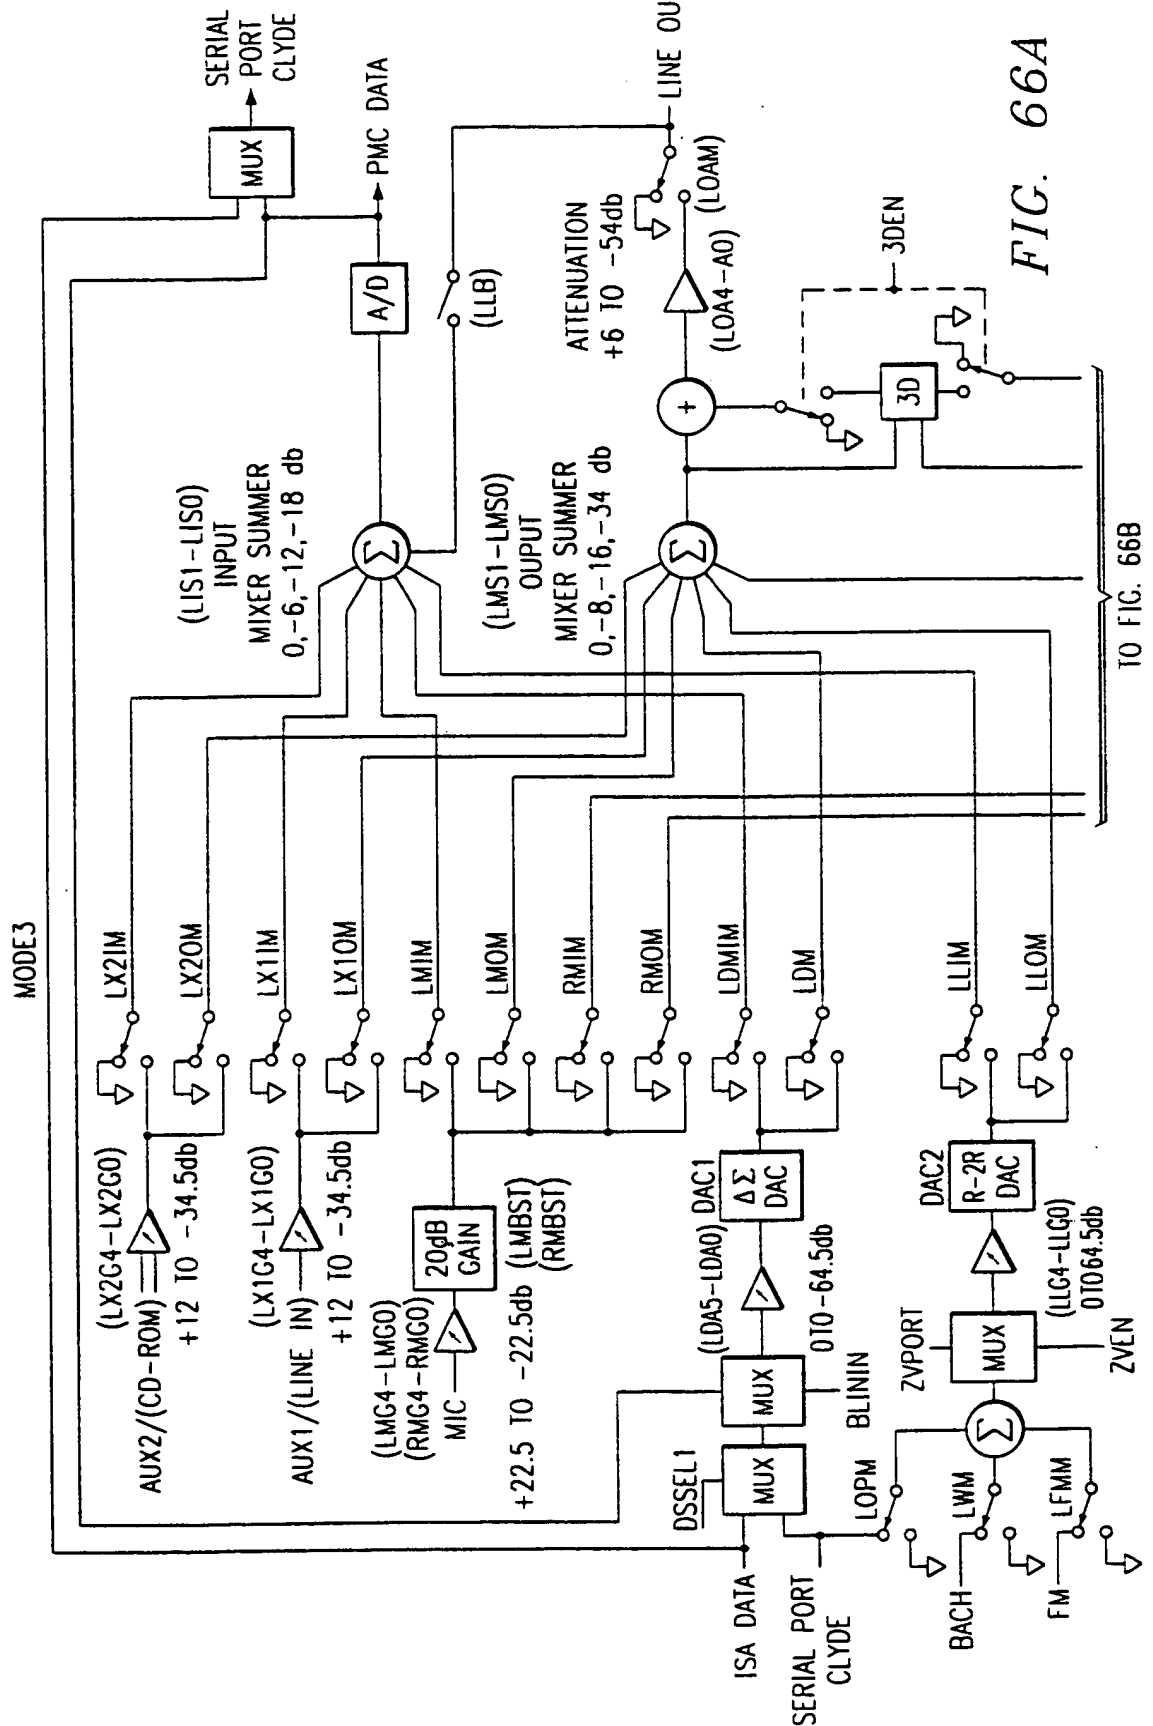 FIG. 66A
MODE3
SERIAL
PORT
CLYDE
MUX
PMC DATA
A/D
(LLB)
LINE OU
ATTENUATION
+6 TO -54db
(LOAM)
(LOA4-A0)
3DEN
3D
+
(LIS1-LIS0)
INPUT
MIXER SUMMER
0,-6,-12,-18 db
Σ
(LMS1-LMS0)
OUPUT
MIXER SUMMER
0,-8,-16,-34 db
Σ
TO FIG. 66B
LX2IM
LX2OM
LX1IM
LX1OM
LMIM
LMOM
RMIM
RMOM
LDMIM
LDM
LLIM
LLOM
(LX2G4-LX2G0)
AUX2/(CD-ROM)
+12 TO -34.5db
(LX1G4-LX1G0)
AUX1/(LINE IN)
+12 TO -34.5db
(LMG4-LMG0)
(RMG4-RMG0)
MIC
20dB
GAIN
(LMBST)
(RMBST)
+22.5 TO -22.5db
DAC1
ΔΣ
DAC
(LDA5-LDA0)
0TO-64.5db
MUX
BLININ
DSSEL1
MUX
ISA DATA
SERIAL PORT
CLYDE
DAC2
R-2R
DAC
(LLG4-LLG0)
0TO64.5db
ZVPORT
MUX
ZVEN
Σ
LOPM
LWM
LFMM
BACH
FM